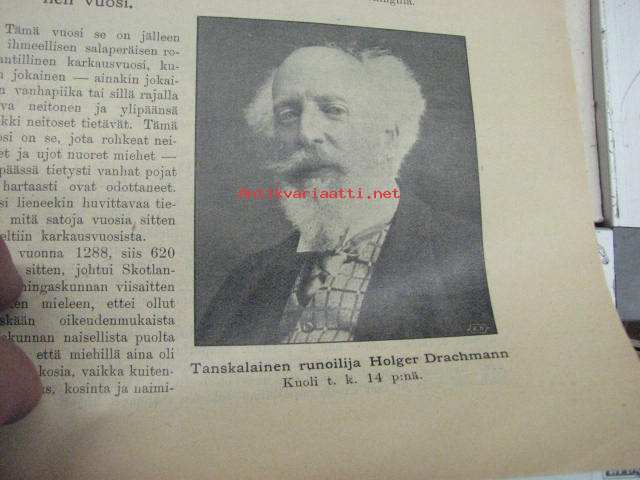 nen vuosi.
Tämä vuosi se on jälleen
ihmeellisen salaperäisen ro-
antillinen karkausvuosi, ku-
n jokainen — ainakin jokai-
n vanhapiika tai sillä rajalla
va neitonen ja ylipäänsä
kki neitoset tietävät. Tämä
osi on se, jota rohkeat nei-
et ja ujot nuoret miehet —
päässä tietysti vanhat pojat
hartaasti ovat odottaneet.
si lieneekin huvittavaa tie-
mitä satoja vuosia sitten
eltiin karkausvuosista.
vuonna 1288, siis 620
sitten, johtui Skotlan-
ningaskunnan viisaitten
en mieleen, ettei ollut
skään oikeudenmukaista
kunnan naisellista puolta
että miehillä aina oli
kosia, vaikka kuiten-
s, kosinta ja naimi-
Antikvariaatti.net
Tanskalainen runoilija Holger Drachmann
Kuoli t. k. 14 p:nä.